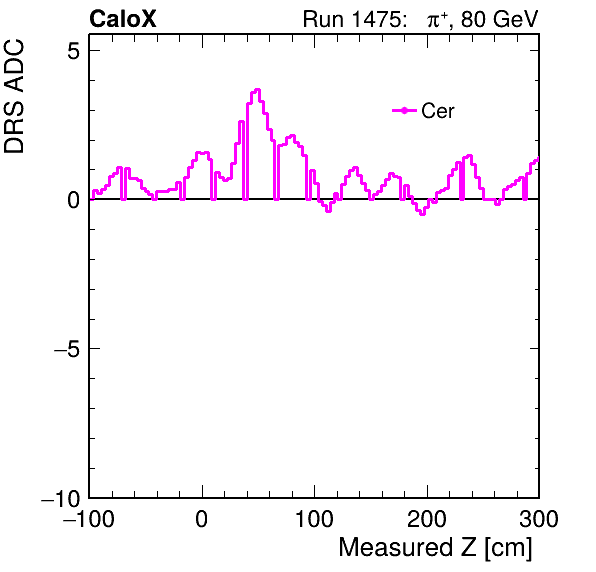 CaloX Run 1475: π⁺, 80 GeV
DRS ADC
5
0
−5
−10
Cer
−100 0 100 200 300
Measured Z [cm]